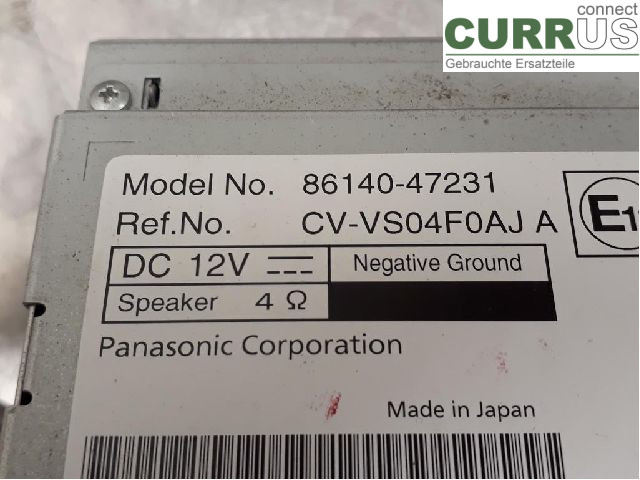 connect
CURRUS
Gebrauchte Ersatzteile
Model No. 86140-47231
Ref.No. CV-VS04F0AJ A
DC 12V Negative Ground
Speaker 4 Ω
Panasonic Corporation
Made in Japan